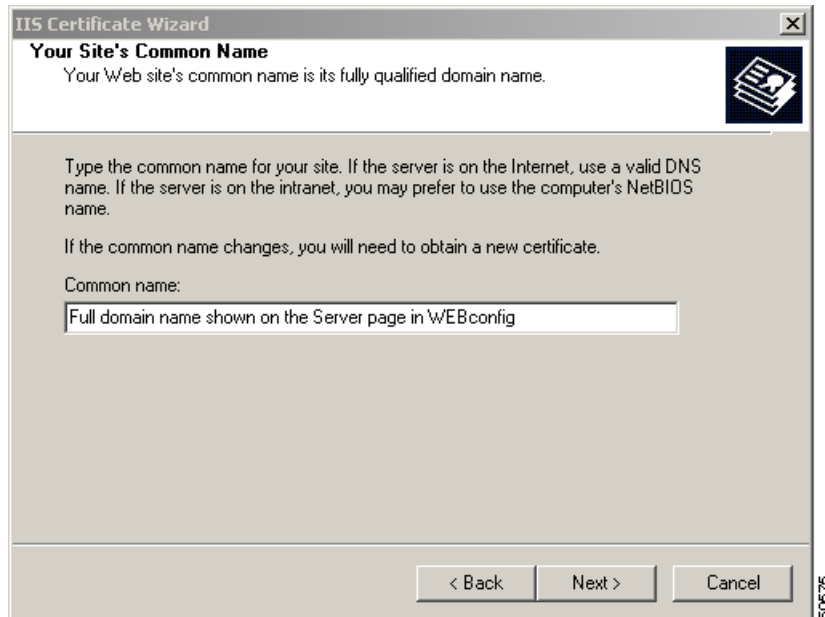 IIS Certificate Wizard
Your Site's Common Name
Your Web site's common name is its fully qualified domain name.
Type the common name for your site. If the server is on the Internet, use a valid DNS
name. If the server is on the intranet, you may prefer to use the computer's NetBIOS
name.
If the common name changes, you will need to obtain a new certificate.
Common name:
Full domain name shown on the Server page in WEBconfig
< Back
Next >
Cancel